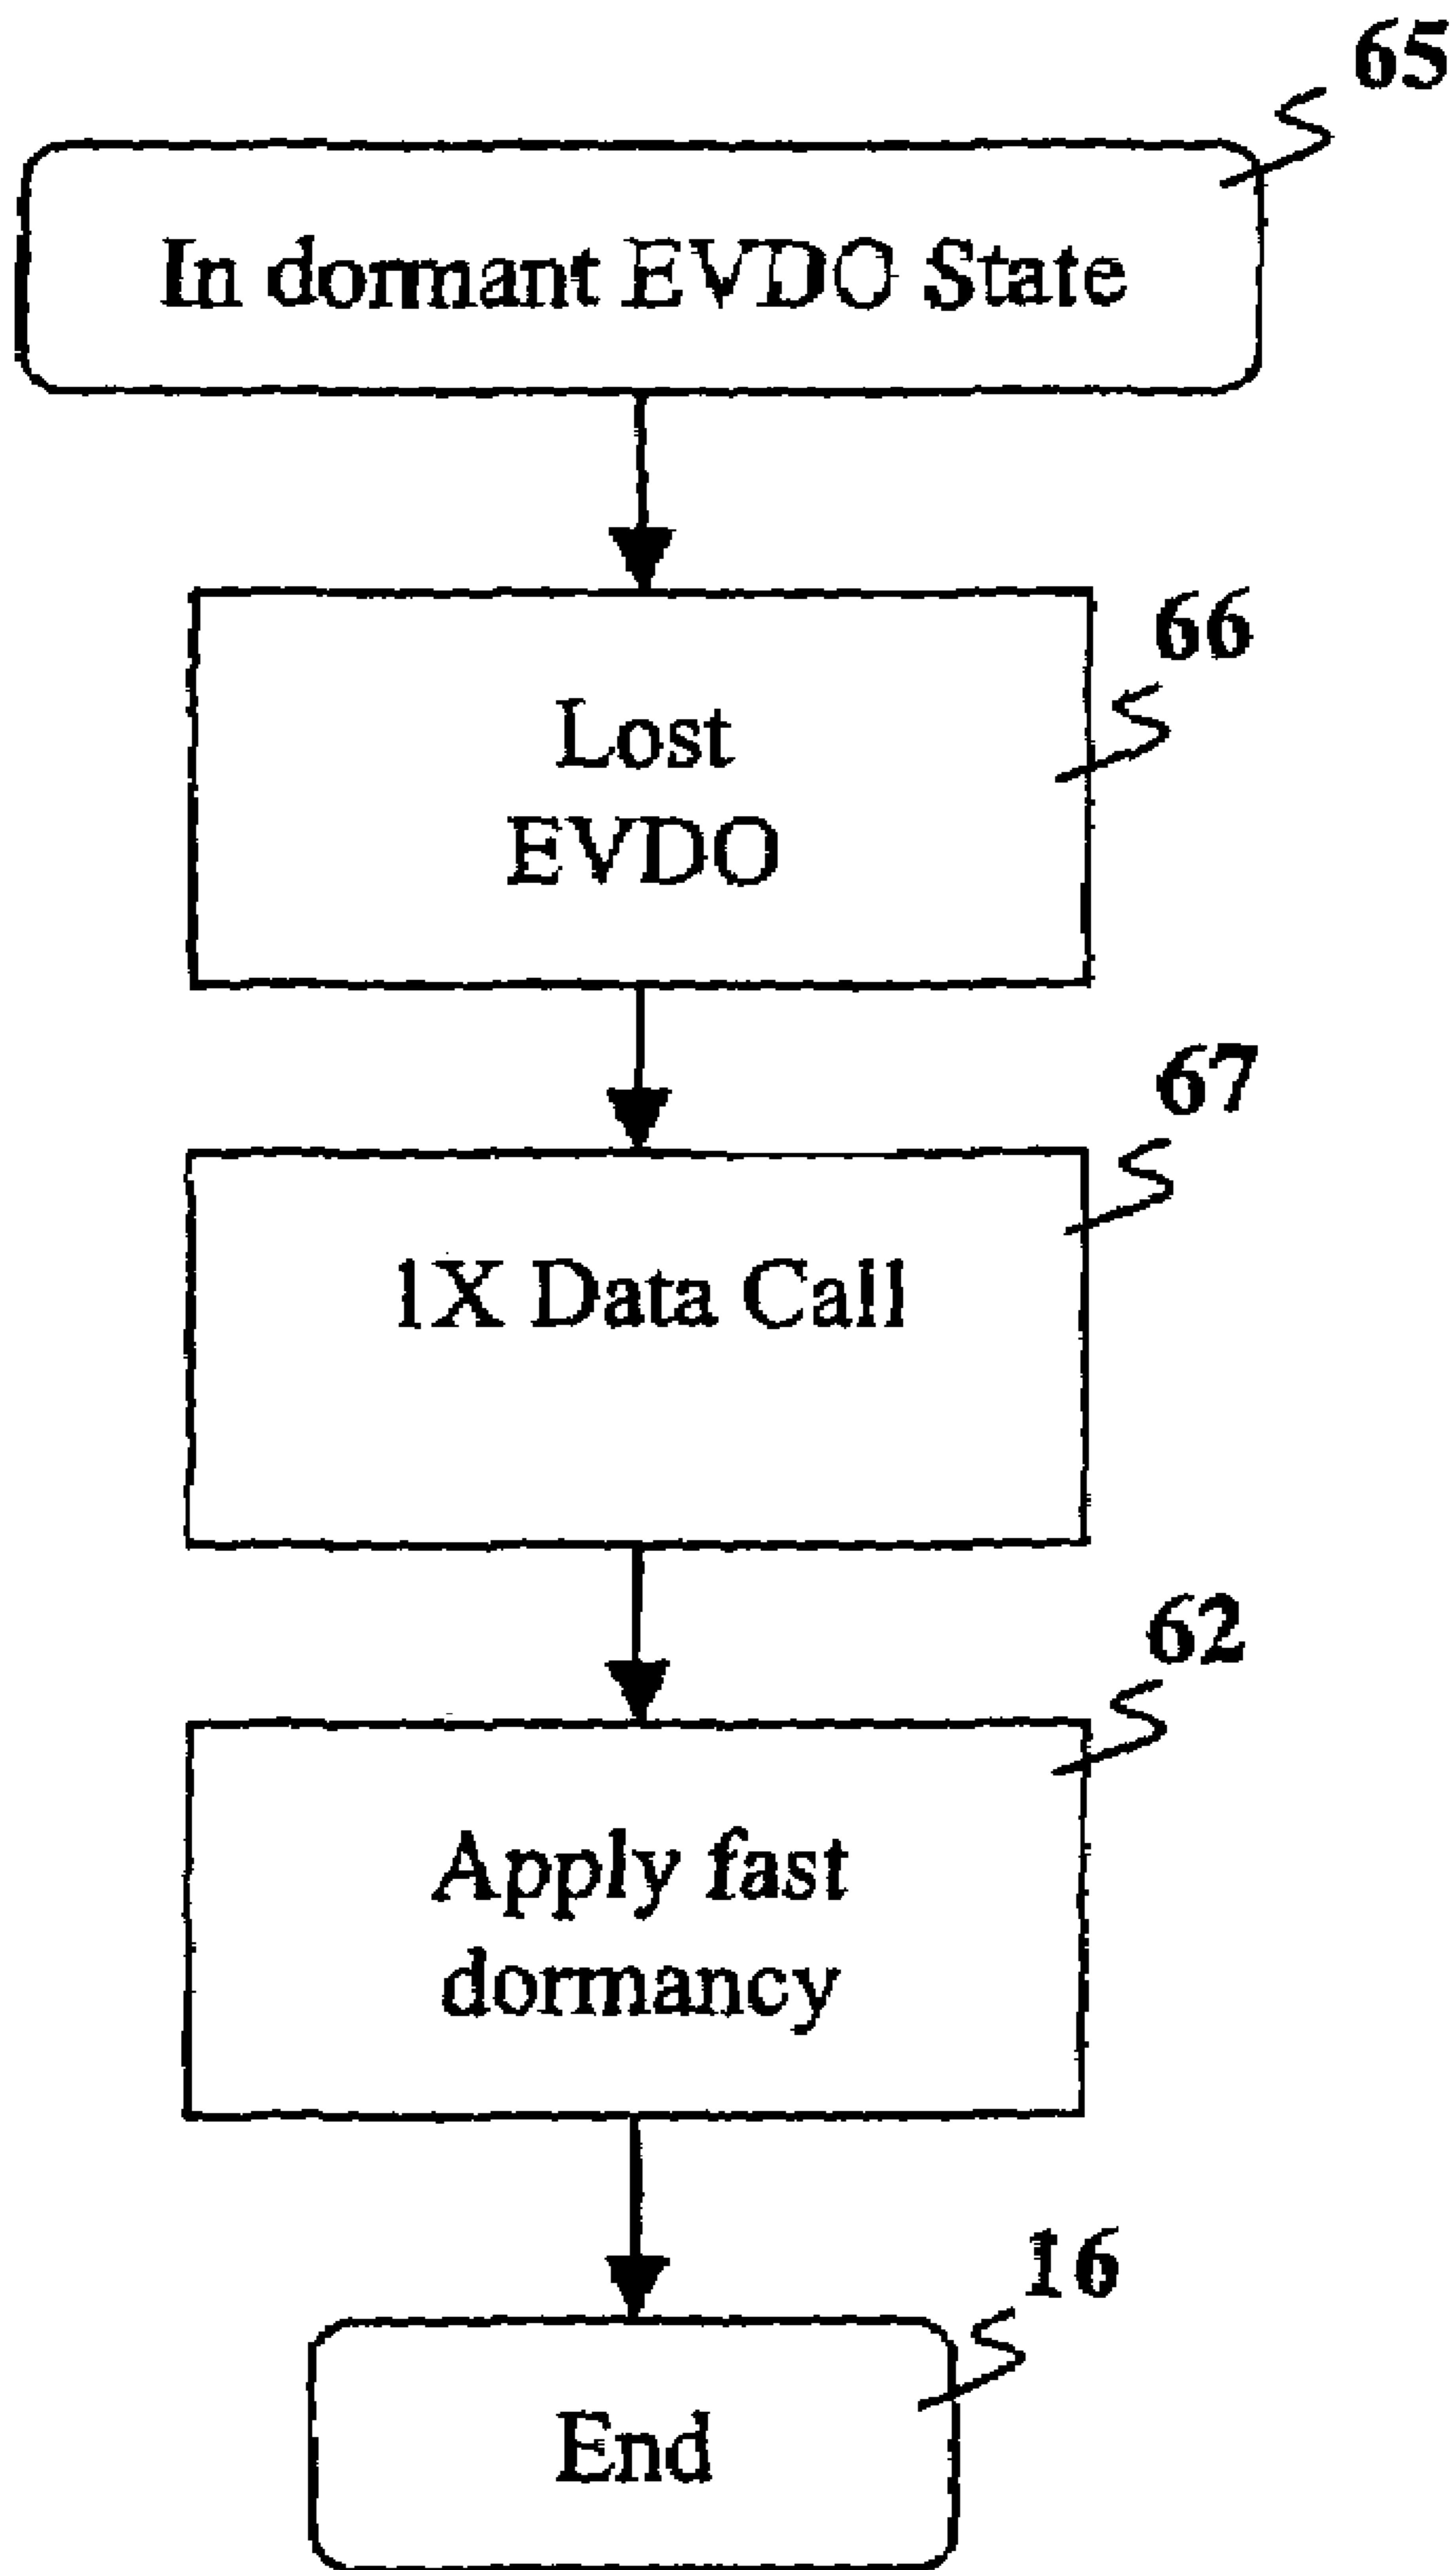 65
In dormant EVDO State
66
Lost
EVDO
67
1X Data Call
62
Apply fast
dormancy
16
End